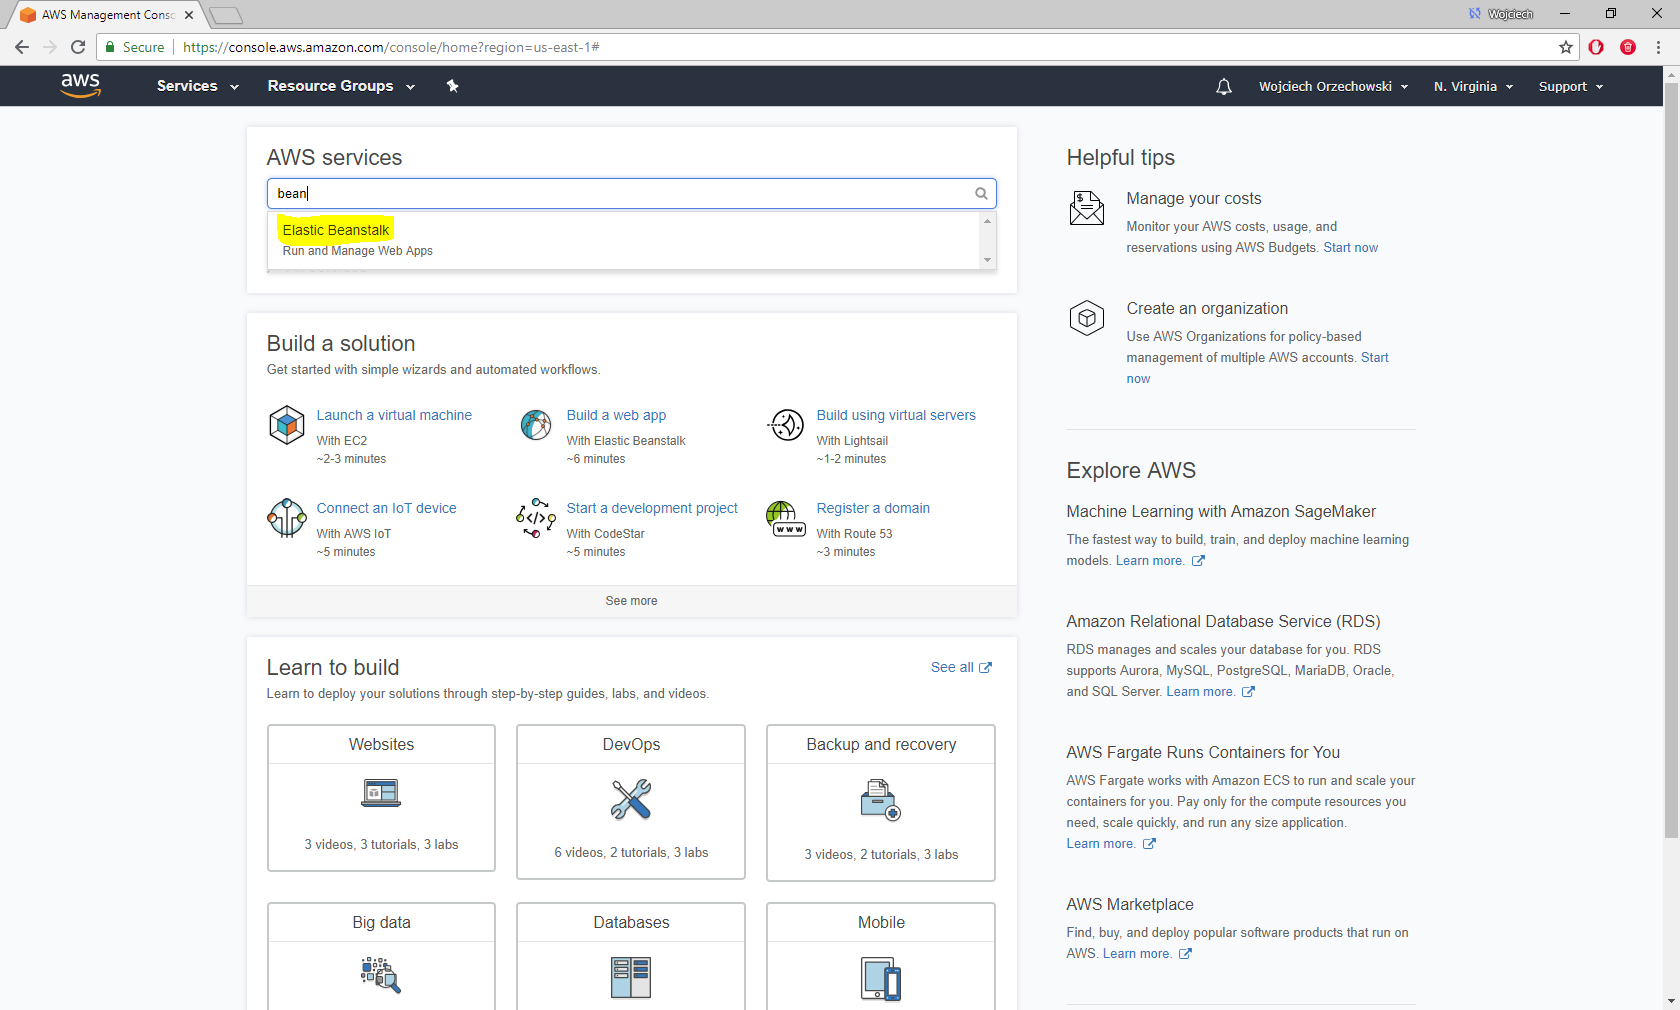 AWS Management Conso
Wojciech
Secure
https://console.aws.amazon.com/console/home?region=us-east-1#
aws
Services
Resource Groups
Wojciech Orzechowski
N. Virginia
Support
AWS services
bean
Elastic Beanstalk
Run and Manage Web Apps
Build a solution
Get started with simple wizards and automated workflows.
Launch a virtual machine
With EC2
~2-3 minutes
Build a web app
With Elastic Beanstalk
~6 minutes
Build using virtual servers
With Lightsail
~1-2 minutes
Connect an IoT device
With AWS IoT
~5 minutes
Start a development project
With CodeStar
~5 minutes
www
Register a domain
With Route 53
~3 minutes
See more
Learn to build
See all
Learn to deploy your solutions through step-by-step guides, labs, and videos.
Websites
3 videos, 3 tutorials, 3 labs
DevOps
6 videos, 2 tutorials, 3 labs
Backup and recovery
3 videos, 2 tutorials, 3 labs
Big data
Databases
Mobile
Helpful tips
Manage your costs
Monitor your AWS costs, usage, and
reservations using AWS Budgets. Start now
Create an organization
Use AWS Organizations for policy-based
management of multiple AWS accounts. Start
now
Explore AWS
Machine Learning with Amazon SageMaker
The fastest way to build, train, and deploy machine learning
models. Learn more.
Amazon Relational Database Service (RDS)
RDS manages and scales your database for you. RDS
supports Aurora, MySQL, PostgreSQL, MariaDB, Oracle,
and SQL Server. Learn more.
AWS Fargate Runs Containers for You
AWS Fargate works with Amazon ECS to run and scale your
containers for you. Pay only for the compute resources you
need, scale quickly, and run any size application.
Learn more.
AWS Marketplace
Find, buy, and deploy popular software products that run on
AWS. Learn more.